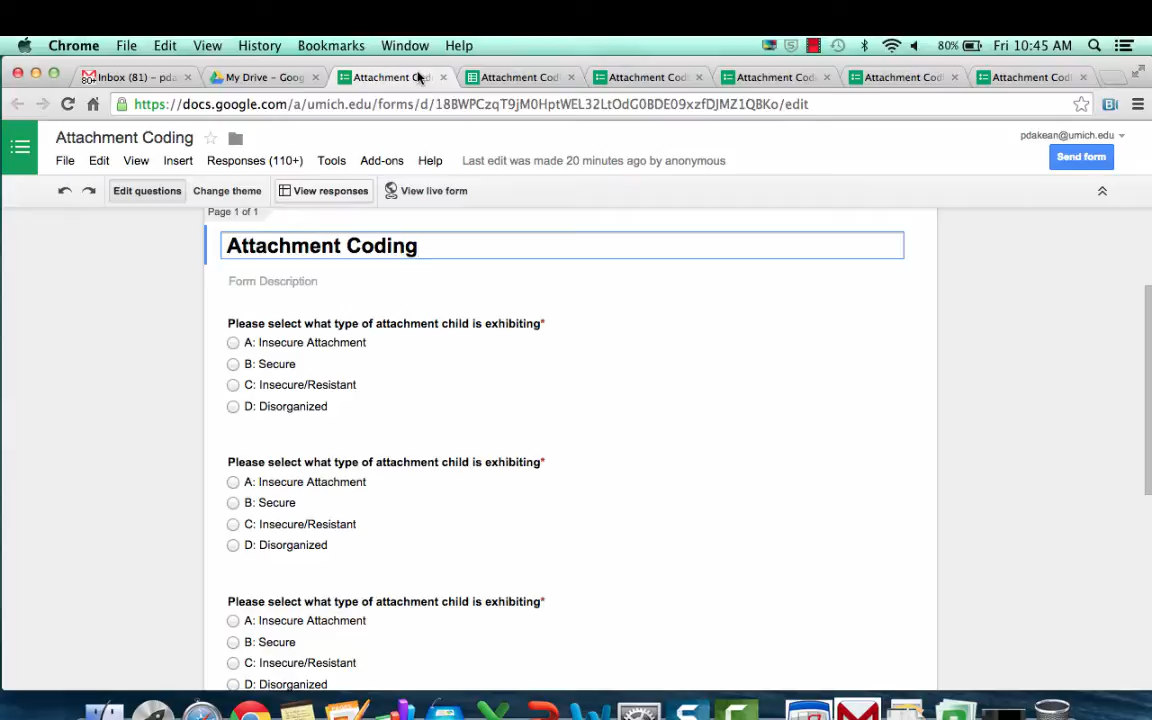 Chrome File Edit View History Bookmarks Window Help 80% Fri 10:45 AM
Inbox (81) – pda My Drive – Goog Attachment Attachment Cod Attachment Cod Attachment Cod Attachment Cod Attachment Cod
https://docs.google.com/a/umich.edu/forms/d/18BWPCzqT9jM0HptWEL32LtOdG0BDE09xzfDJMZ1QBKo/edit
Attachment Coding
pdakean@umich.edu
File Edit View Insert Responses (110+) Tools Add-ons Help Last edit was made 20 minutes ago by anonymous
Send form
Edit questions Change theme View responses View live form
Page 1 of 1
Attachment Coding
Form Description
Please select what type of attachment child is exhibiting*
A: Insecure Attachment
B: Secure
C: Insecure/Resistant
D: Disorganized
Please select what type of attachment child is exhibiting*
A: Insecure Attachment
B: Secure
C: Insecure/Resistant
D: Disorganized
Please select what type of attachment child is exhibiting*
A: Insecure Attachment
B: Secure
C: Insecure/Resistant
D: Disorganized